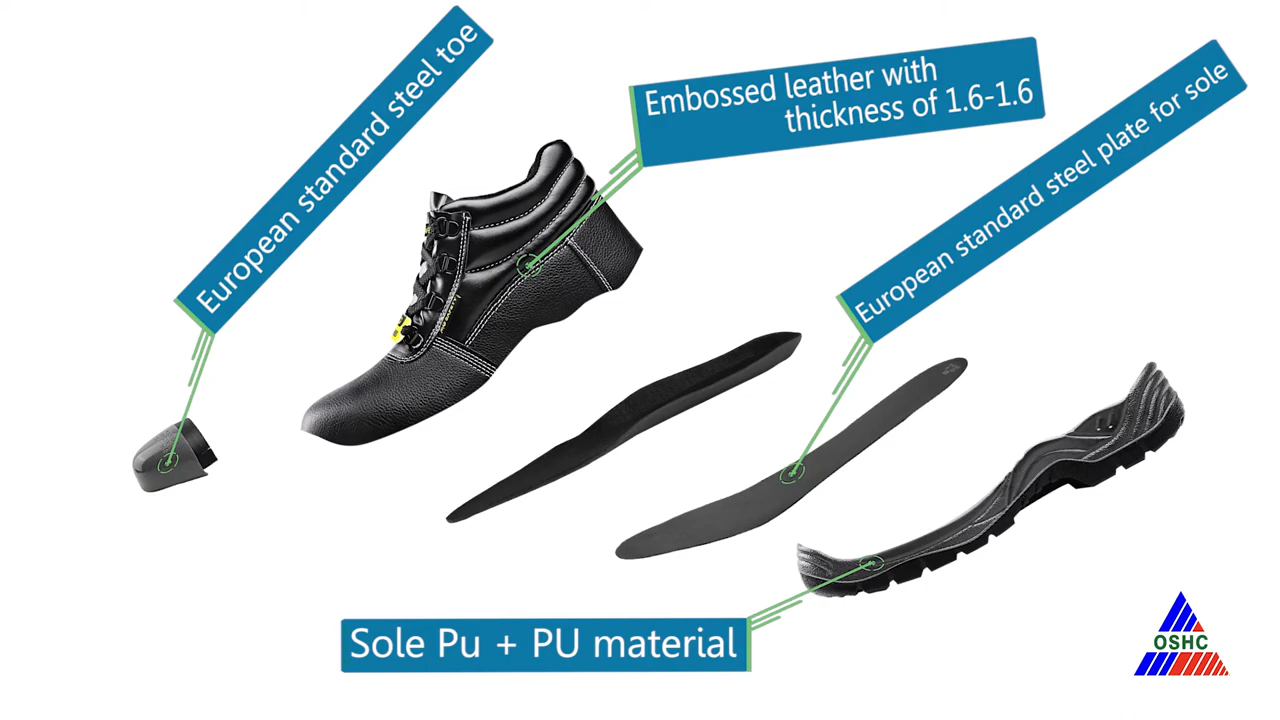 European standard steel toe
Embossed leather with
thickness of 1.6-1.6
European standard steel plate for sole
Sole Pu + PU material
OSHC